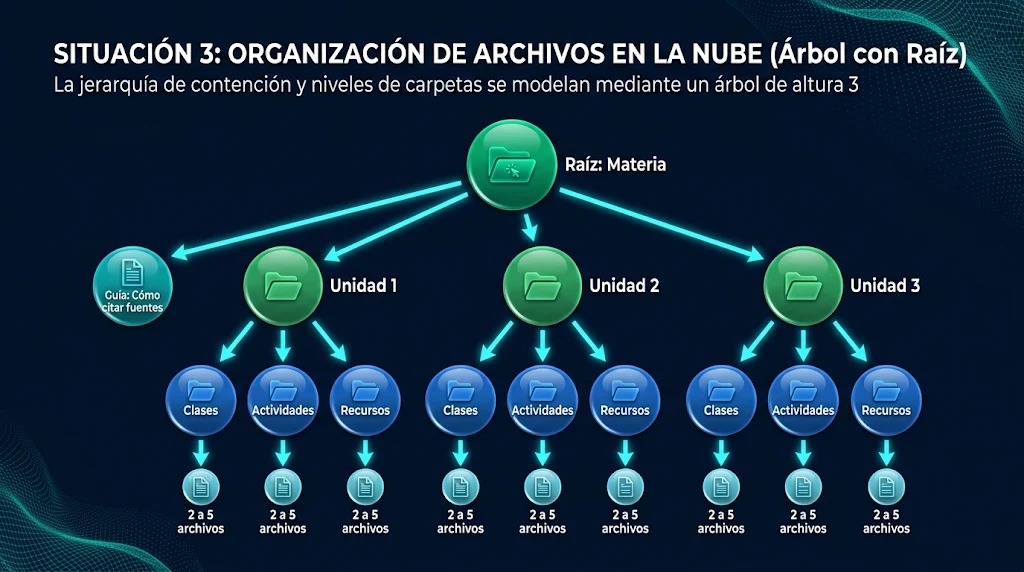 SITUACIÓN 3: ORGANIZACIÓN DE ARCHIVOS EN LA NUBE (Árbol con Raíz)
La jerarquía de contención y niveles de carpetas se modelan mediante un árbol de altura 3
Raíz: Materia
Guía: Cómo
citar fuentes
Unidad 1
Unidad 2
Unidad 3
Clases
Actividades
Recursos
Clases
Actividades
Recursos
Clases
Actividades
Recursos
2 a 5
archivos
2 a 5
archivos
2 a 5
archivos
2 a 5
archivos
2 a 5
archivos
2 a 5
archivos
2 a 5
archivos
2 a 5
archivos
2 a 5
archivos